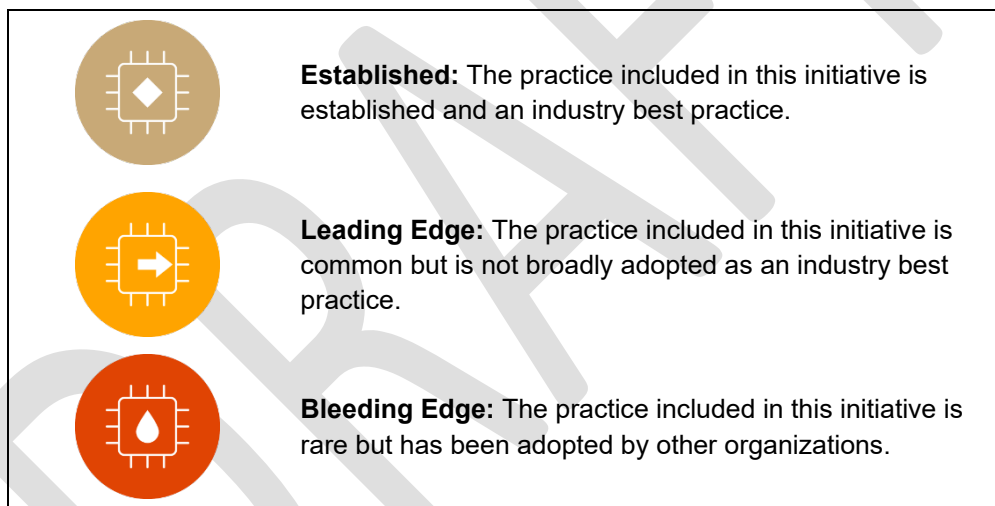 Established: The practice included in this initiative is
established and an industry best practice.
Leading Edge: The practice included in this initiative is
common but is not broadly adopted as an industry best
practice.
Bleeding Edge: The practice included in this initiative is
rare but has been adopted by other organizations.
DRAFT